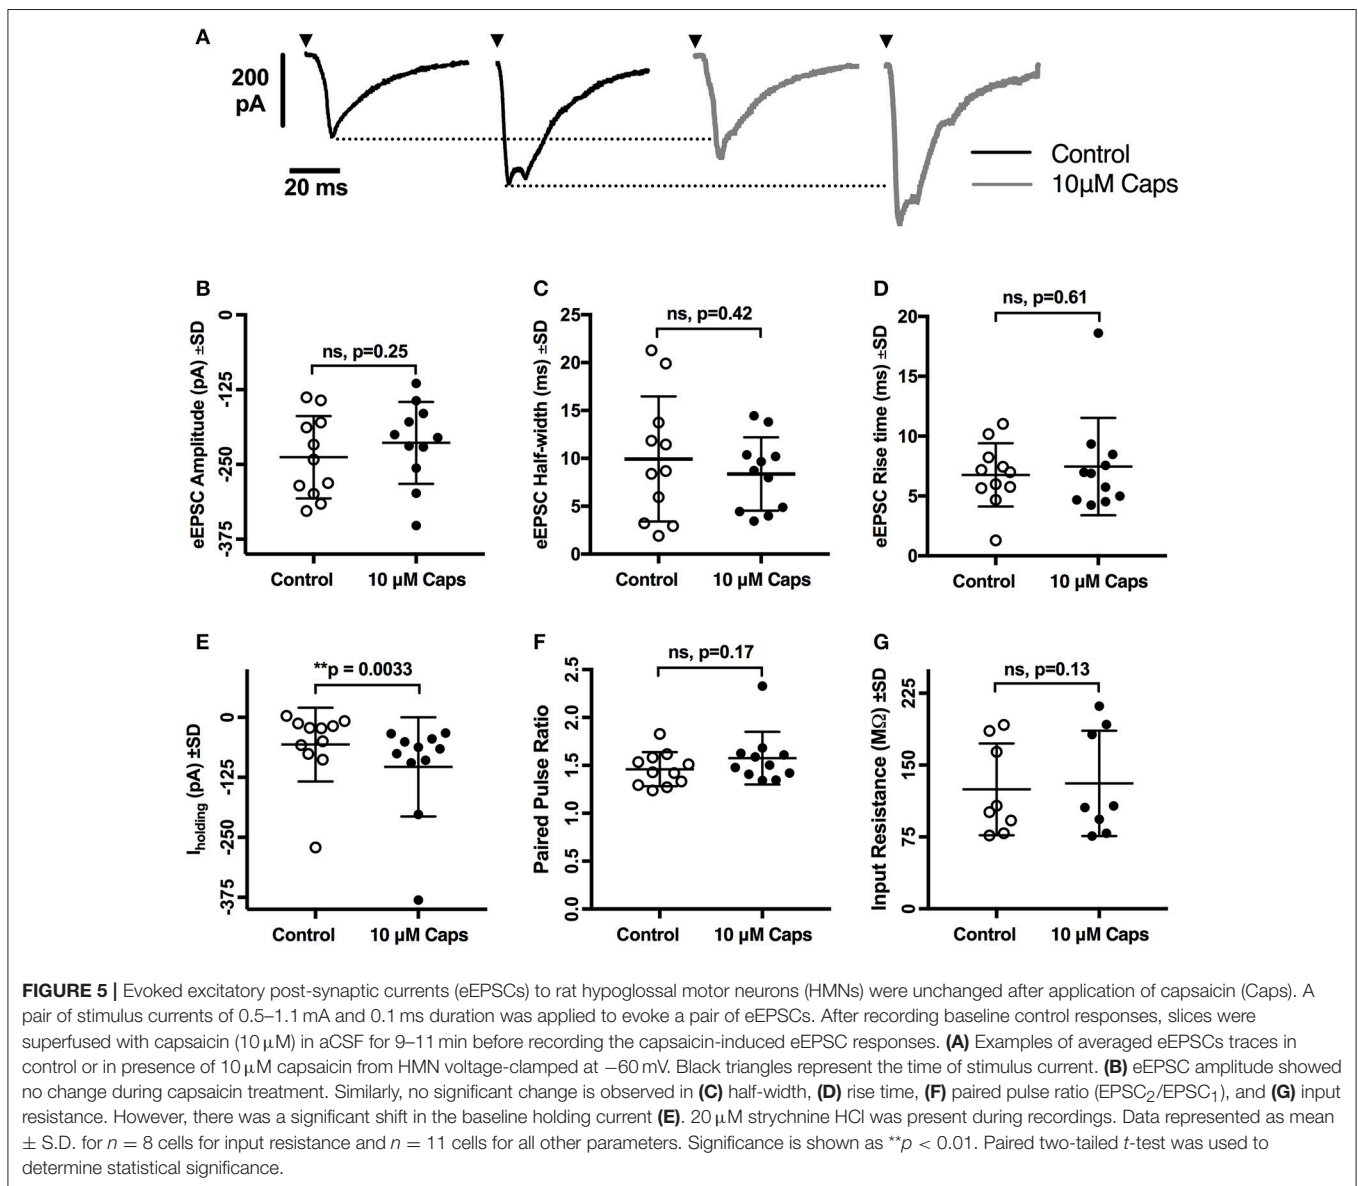 A
200
pA
20 ms
Control
10µM Caps
B
eEPSC Amplitude (pA) ±SD
0
-125
-250
-375
ns, p=0.25
Control
10 µM Caps
C
eEPSC Half-width (ms) ±SD
25
20
15
10
5
0
ns, p=0.42
Control
10 µM Caps
D
eEPSC Rise time (ms) ±SD
20
15
10
5
0
ns, p=0.61
Control
10 µM Caps
E
Iholding (pA) ±SD
0
-125
-250
-375
**p = 0.0033
Control
10 µM Caps
F
Paired Pulse Ratio
2.5
2.0
1.5
1.0
0.5
0.0
ns, p=0.17
Control
10 µM Caps
G
Input Resistance (MΩ) ±SD
225
150
75
0
ns, p=0.13
Control
10 µM Caps
FIGURE 5 | Evoked excitatory post-synaptic currents (eEPSCs) to rat hypoglossal motor neurons (HMNs) were unchanged after application of capsaicin (Caps). A
pair of stimulus currents of 0.5–1.1 mA and 0.1 ms duration was applied to evoke a pair of eEPSCs. After recording baseline control responses, slices were
superfused with capsaicin (10 µM) in aCSF for 9–11 min before recording the capsaicin-induced eEPSC responses. (A) Examples of averaged eEPSCs traces in
control or in presence of 10 µM capsaicin from HMN voltage-clamped at −60 mV. Black triangles represent the time of stimulus current. (B) eEPSC amplitude showed
no change during capsaicin treatment. Similarly, no significant change is observed in (C) half-width, (D) rise time, (F) paired pulse ratio (EPSC2/EPSC1), and (G) input
resistance. However, there was a significant shift in the baseline holding current (E). 20 µM strychnine HCl was present during recordings. Data represented as mean
± S.D. for n = 8 cells for input resistance and n = 11 cells for all other parameters. Significance is shown as **p < 0.01. Paired two-tailed t-test was used to
determine statistical significance.